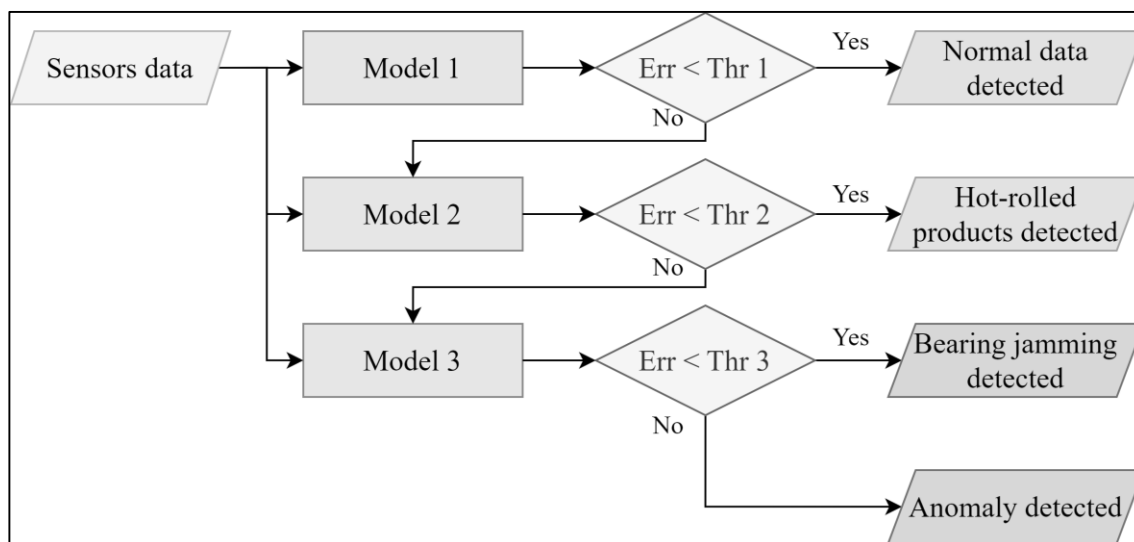 Sensors data
Model 1
Err < Thr 1
Yes
Normal data
detected
No
Model 2
Err < Thr 2
Yes
Hot-rolled
products detected
No
Model 3
Err < Thr 3
Yes
Bearing jamming
detected
No
Anomaly detected